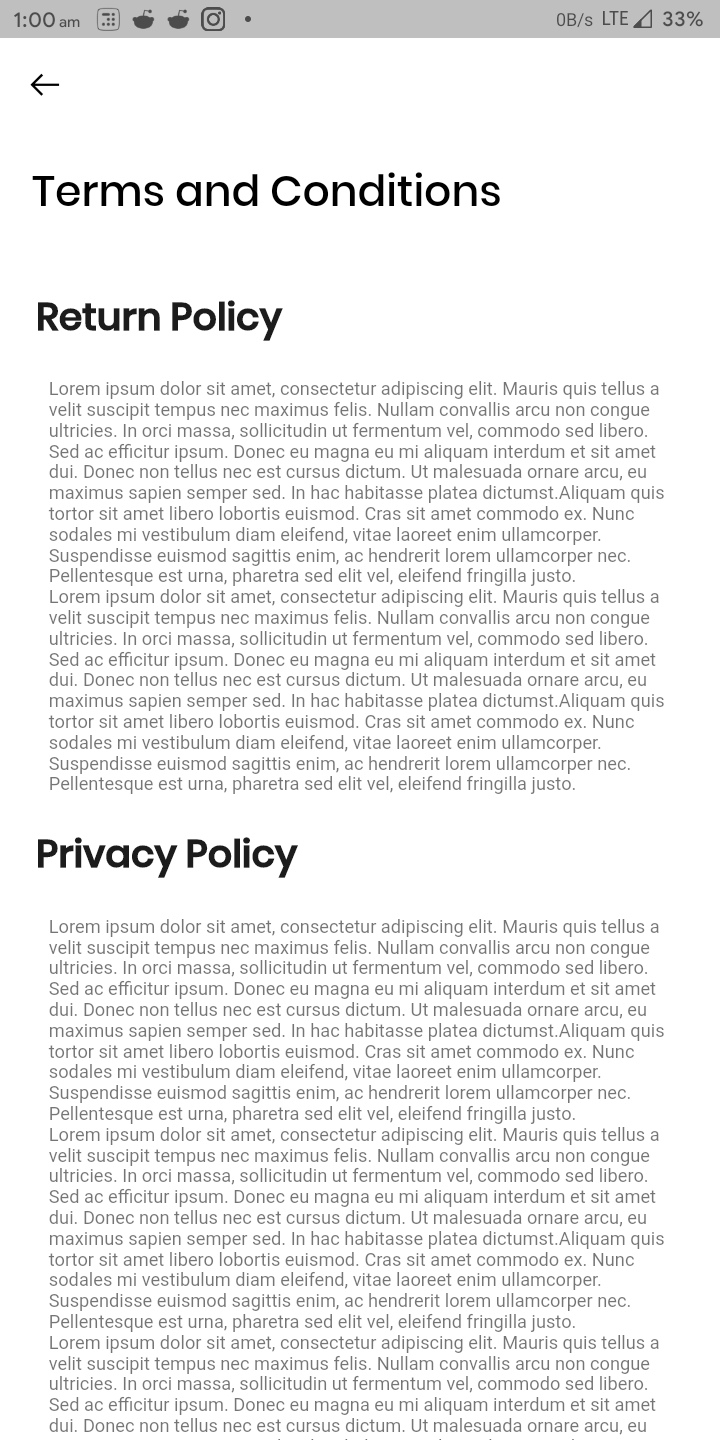 1:00 am
0B/s LTE 33%
Terms and Conditions
Return Policy
Lorem ipsum dolor sit amet, consectetur adipiscing elit. Mauris quis tellus a
velit suscipit tempus nec maximus felis. Nullam convallis arcu non congue
ultricies. In orci massa, sollicitudin ut fermentum vel, commodo sed libero.
Sed ac efficitur ipsum. Donec eu magna eu mi aliquam interdum et sit amet
dui. Donec non tellus nec est cursus dictum. Ut malesuada ornare arcu, eu
maximus sapien semper sed. In hac habitasse platea dictumst.Aliquam quis
tortor sit amet libero lobortis euismod. Cras sit amet commodo ex. Nunc
sodales mi vestibulum diam eleifend, vitae laoreet enim ullamcorper.
Suspendisse euismod sagittis enim, ac hendrerit lorem ullamcorper nec.
Pellentesque est urna, pharetra sed elit vel, eleifend fringilla justo.
Lorem ipsum dolor sit amet, consectetur adipiscing elit. Mauris quis tellus a
velit suscipit tempus nec maximus felis. Nullam convallis arcu non congue
ultricies. In orci massa, sollicitudin ut fermentum vel, commodo sed libero.
Sed ac efficitur ipsum. Donec eu magna eu mi aliquam interdum et sit amet
dui. Donec non tellus nec est cursus dictum. Ut malesuada ornare arcu, eu
maximus sapien semper sed. In hac habitasse platea dictumst.Aliquam quis
tortor sit amet libero lobortis euismod. Cras sit amet commodo ex. Nunc
sodales mi vestibulum diam eleifend, vitae laoreet enim ullamcorper.
Suspendisse euismod sagittis enim, ac hendrerit lorem ullamcorper nec.
Pellentesque est urna, pharetra sed elit vel, eleifend fringilla justo.
Privacy Policy
Lorem ipsum dolor sit amet, consectetur adipiscing elit. Mauris quis tellus a
velit suscipit tempus nec maximus felis. Nullam convallis arcu non congue
ultricies. In orci massa, sollicitudin ut fermentum vel, commodo sed libero.
Sed ac efficitur ipsum. Donec eu magna eu mi aliquam interdum et sit amet
dui. Donec non tellus nec est cursus dictum. Ut malesuada ornare arcu, eu
maximus sapien semper sed. In hac habitasse platea dictumst.Aliquam quis
tortor sit amet libero lobortis euismod. Cras sit amet commodo ex. Nunc
sodales mi vestibulum diam eleifend, vitae laoreet enim ullamcorper.
Suspendisse euismod sagittis enim, ac hendrerit lorem ullamcorper nec.
Pellentesque est urna, pharetra sed elit vel, eleifend fringilla justo.
Lorem ipsum dolor sit amet, consectetur adipiscing elit. Mauris quis tellus a
velit suscipit tempus nec maximus felis. Nullam convallis arcu non congue
ultricies. In orci massa, sollicitudin ut fermentum vel, commodo sed libero.
Sed ac efficitur ipsum. Donec eu magna eu mi aliquam interdum et sit amet
dui. Donec non tellus nec est cursus dictum. Ut malesuada ornare arcu, eu
maximus sapien semper sed. In hac habitasse platea dictumst.Aliquam quis
tortor sit amet libero lobortis euismod. Cras sit amet commodo ex. Nunc
sodales mi vestibulum diam eleifend, vitae laoreet enim ullamcorper.
Suspendisse euismod sagittis enim, ac hendrerit lorem ullamcorper nec.
Pellentesque est urna, pharetra sed elit vel, eleifend fringilla justo.
Lorem ipsum dolor sit amet, consectetur adipiscing elit. Mauris quis tellus a
velit suscipit tempus nec maximus felis. Nullam convallis arcu non congue
ultricies. In orci massa, sollicitudin ut fermentum vel, commodo sed libero.
Sed ac efficitur ipsum. Donec eu magna eu mi aliquam interdum et sit amet
dui. Donec non tellus nec est cursus dictum. Ut malesuada ornare arcu, eu